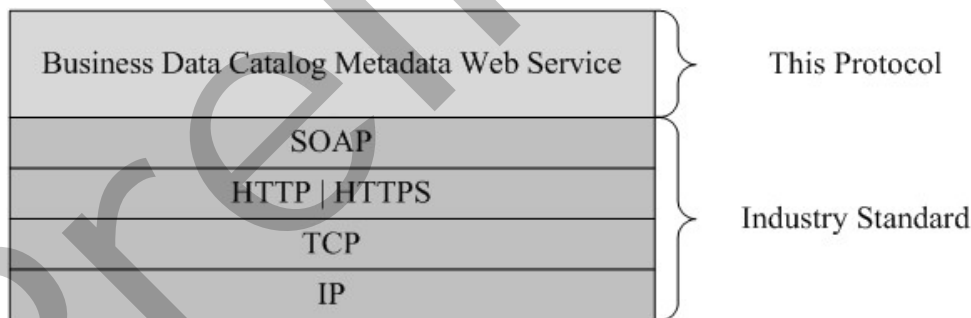 Business Data Catalog Metadata Web Service
This Protocol
SOAP
HTTP | HTTPS
TCP
IP
Industry Standard